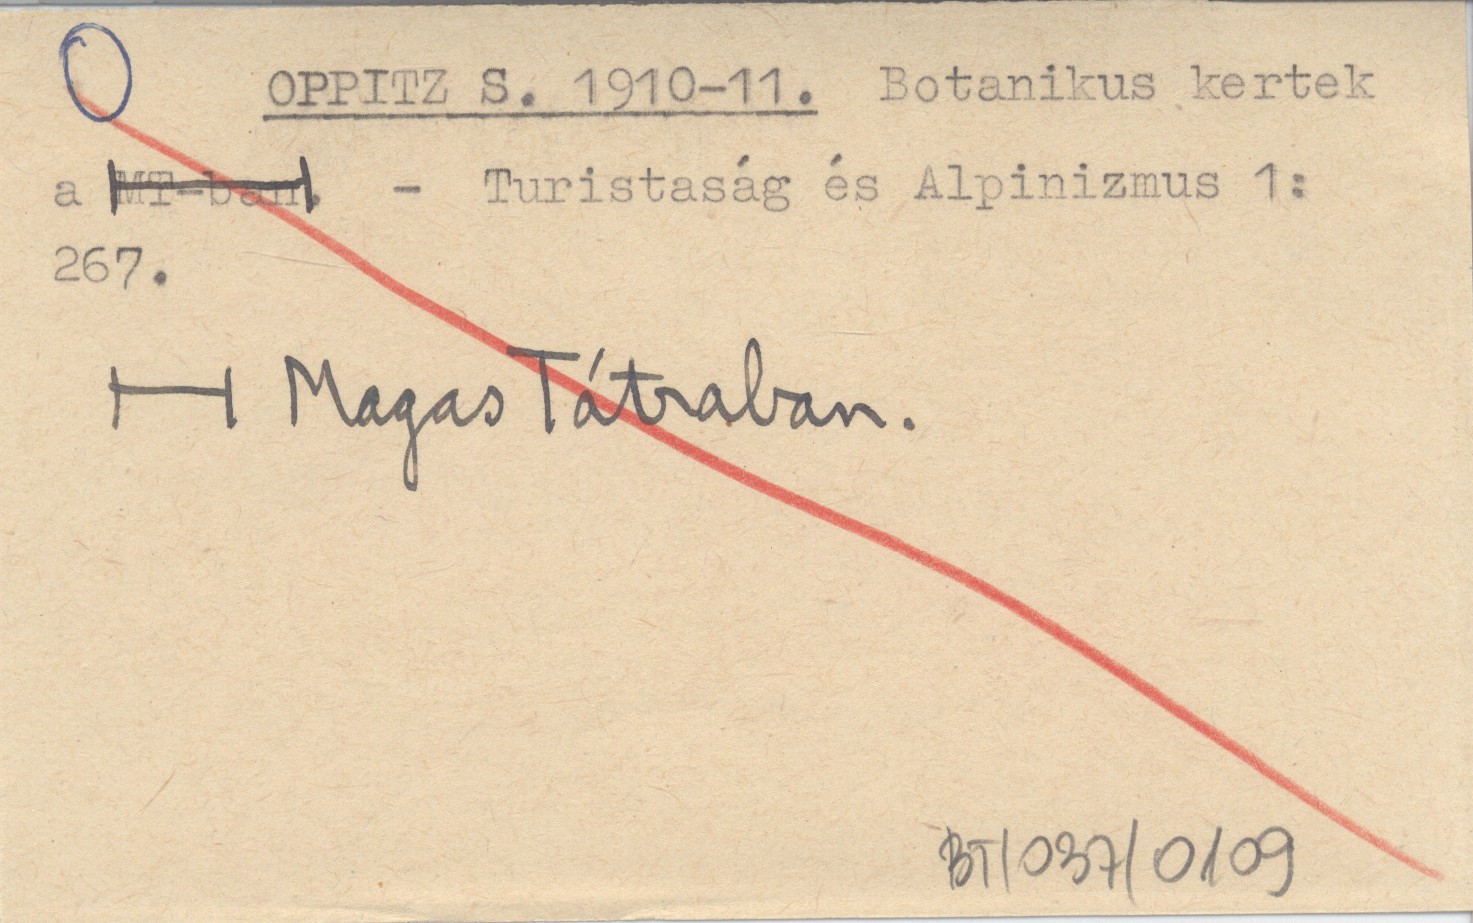 OPPITZ S. 1910-11. Botanikus kertek
a MT-ban. - Turistaság és Alpinizmus 1:
267.
Magas Tátraban.
BT/037/0109